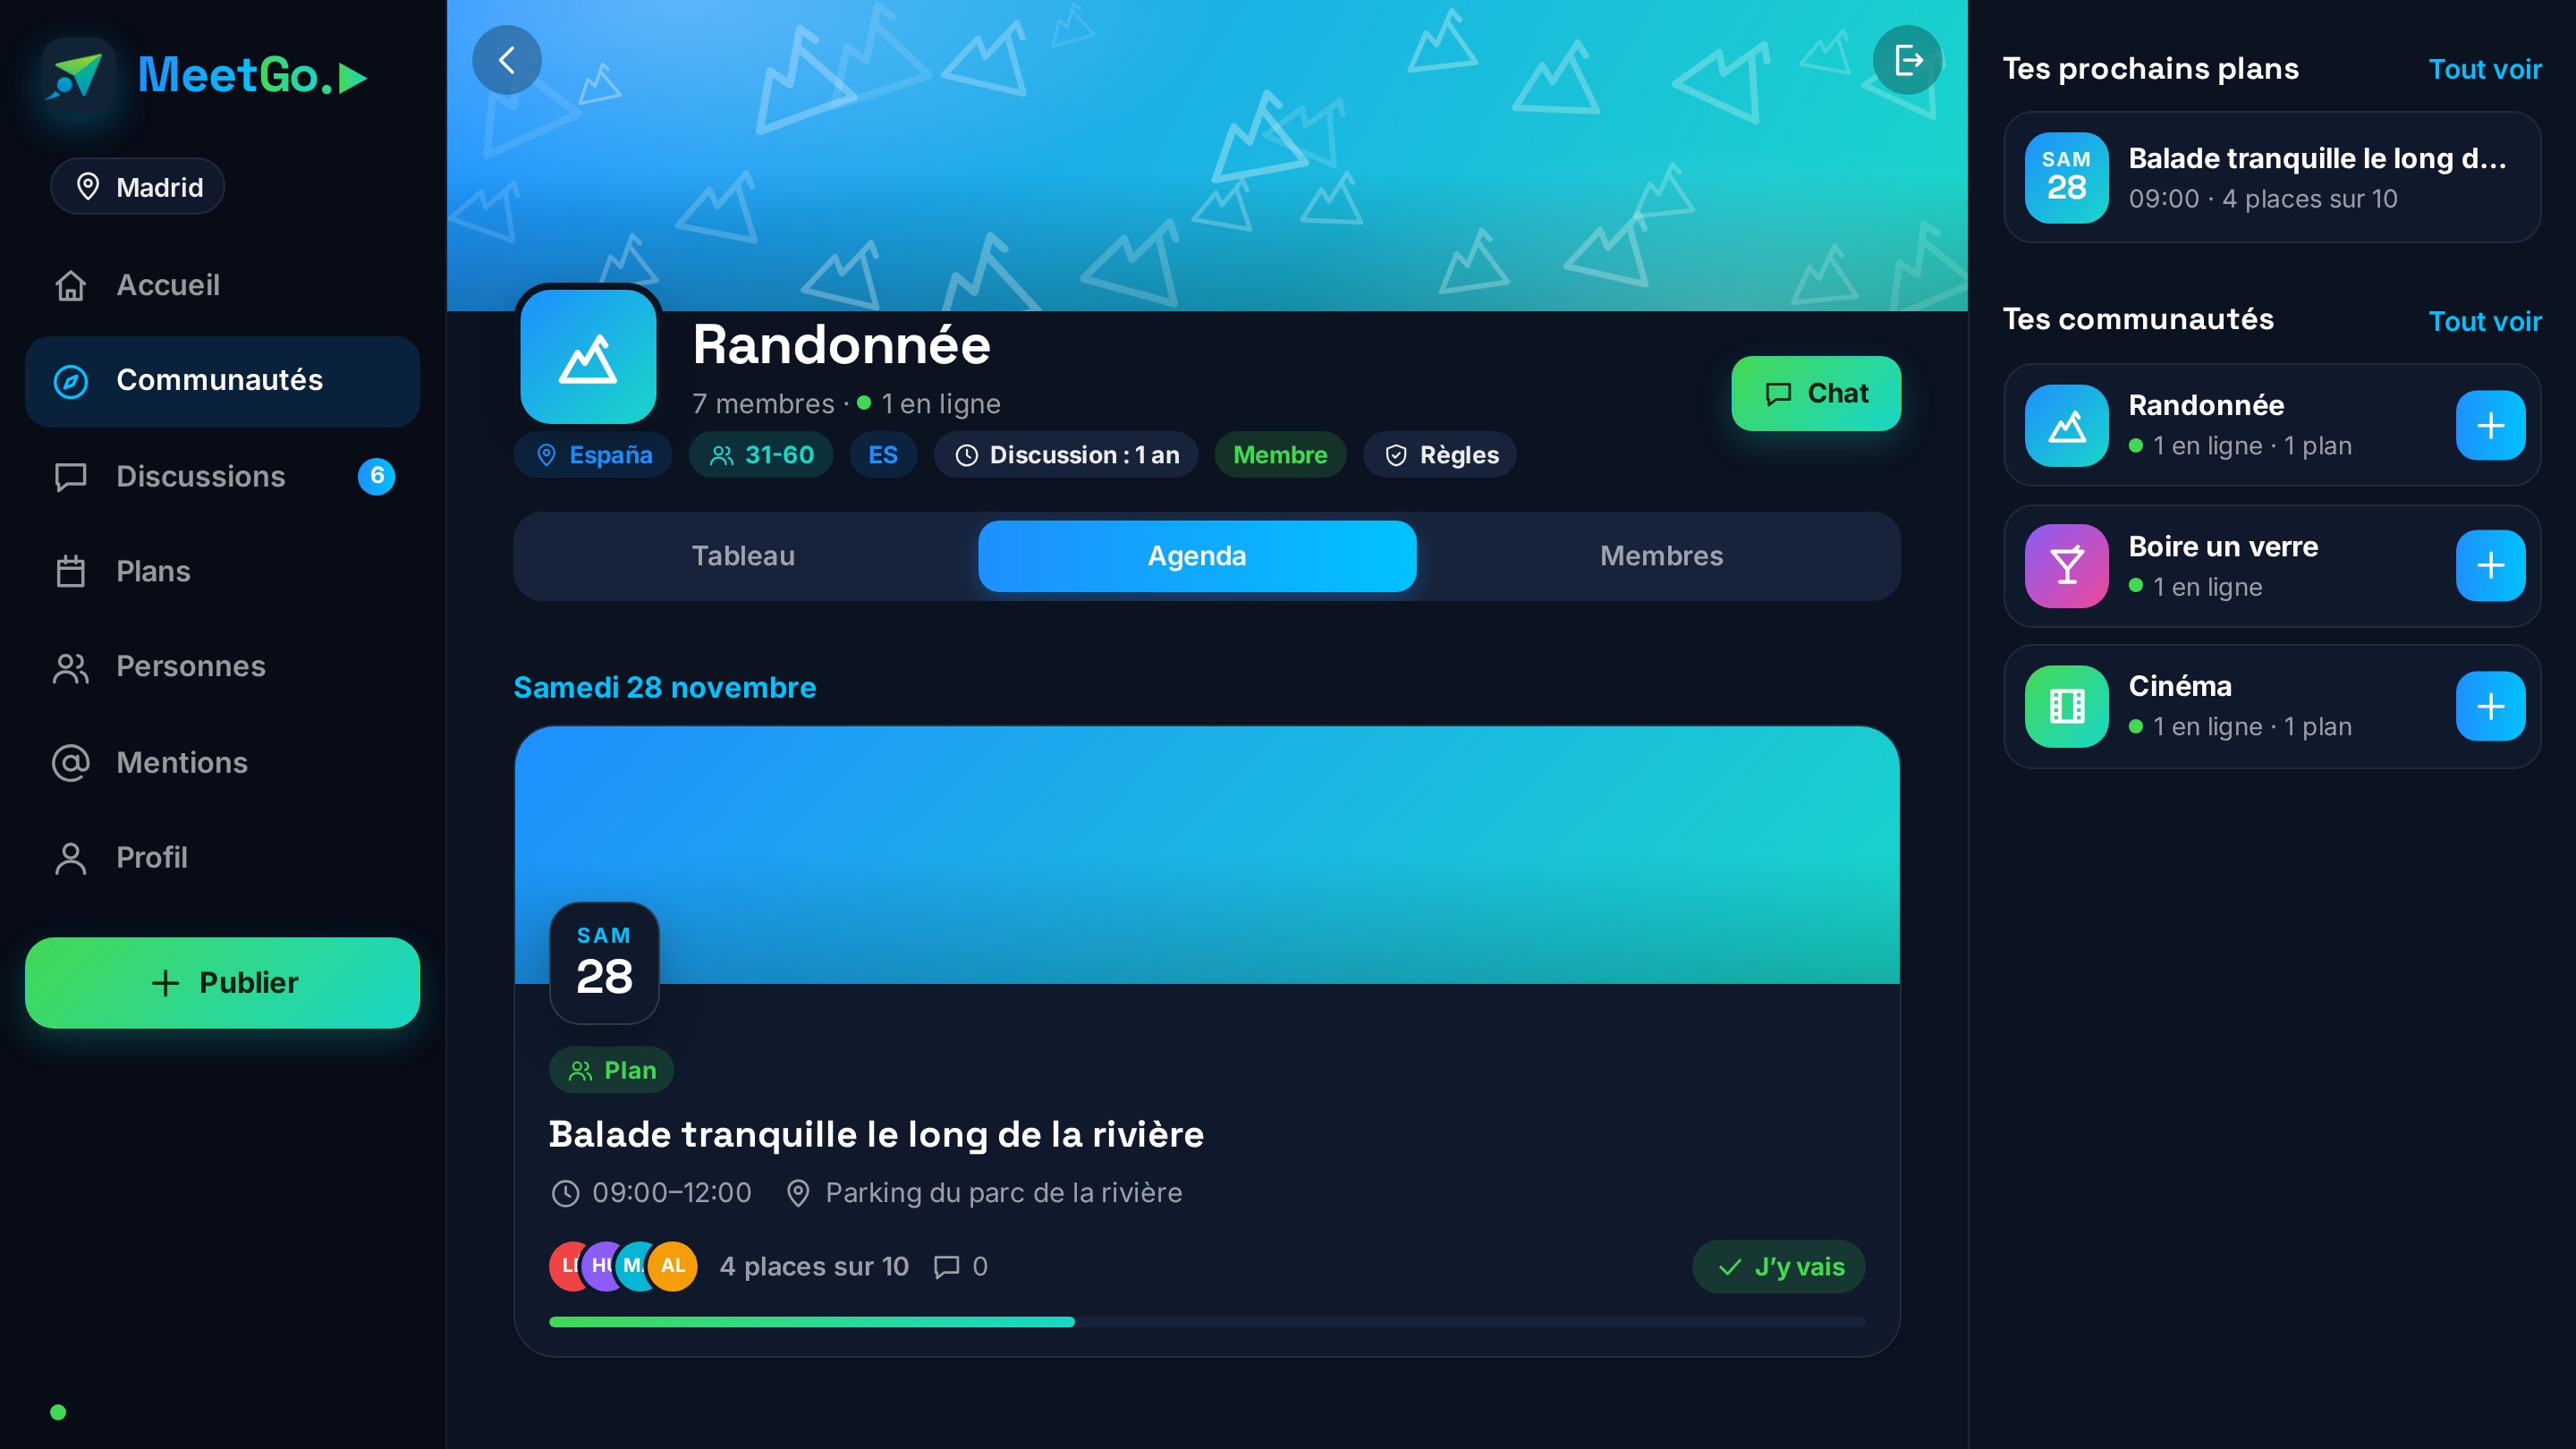 MeetGo.
Madrid
Accueil
Communautés
Discussions 6
Plans
Personnes
Mentions
Profil
Publier
Randonnée
7 membres · 1 en ligne
Chat
España 31-60 ES Discussion : 1 an Membre Règles
Tableau Agenda Membres
Samedi 28 novembre
SAM
28
Plan
Balade tranquille le long de la rivière
09:00–12:00 Parking du parc de la rivière
AL 4 places sur 10 0 J’y vais
Tes prochains plans Tout voir
SAM
28
Balade tranquille le long d...
09:00 · 4 places sur 10
Tes communautés Tout voir
Randonnée
1 en ligne · 1 plan
Boire un verre
1 en ligne
Cinéma
1 en ligne · 1 plan